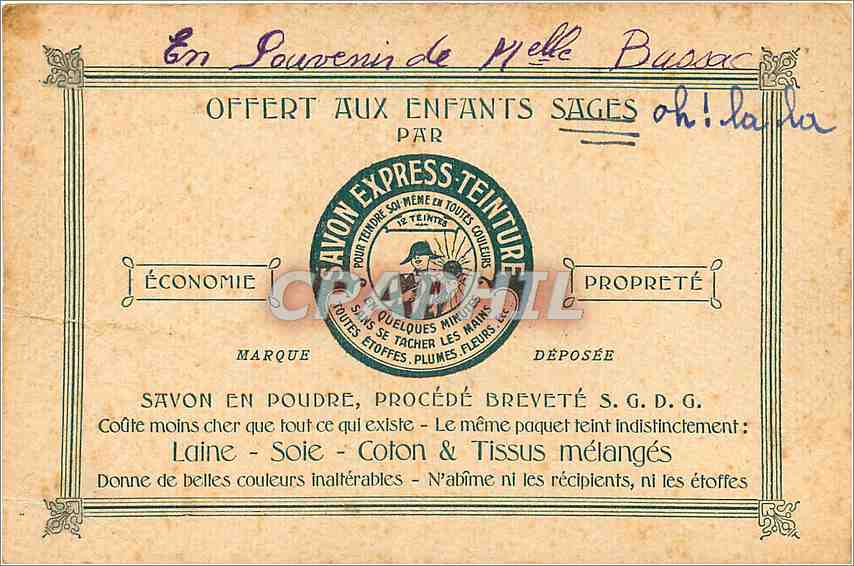 En Souvenir de Melle Bussac
OFFERT AUX ENFANTS SAGES oh! la la
PAR
SAVON EXPRESS-TEINTURE
POUR TEINDRE SOI-MÊME EN TOUTES COULEURS
12 TEINTES
EN QUELQUES MINUTES
SANS SE TACHER LES MAINS
TOUTES ÉTOFFES, PLUMES, FLEURS, Etc
ÉCONOMIE
PROPRETÉ
CPAPHIL
MARQUE DÉPOSÉE
SAVON EN POUDRE, PROCÉDÉ BREVETÉ S. G. D. G.
Coûte moins cher que tout ce qui existe - Le même paquet teint indistinctement :
Laine - Soie - Coton & Tissus mélangés
Donne de belles couleurs inaltérables - N'abîme ni les récipients, ni les étoffes